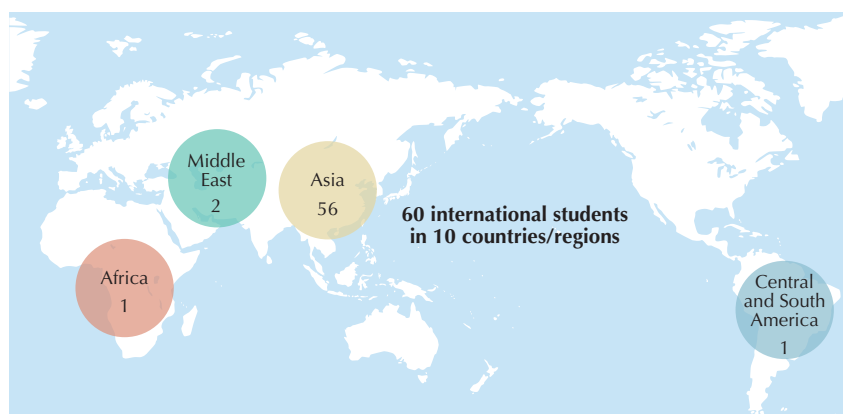 Middle
East
2
Asia
56
60 international students
in 10 countries/regions
Africa
1
Central
and South
America
1